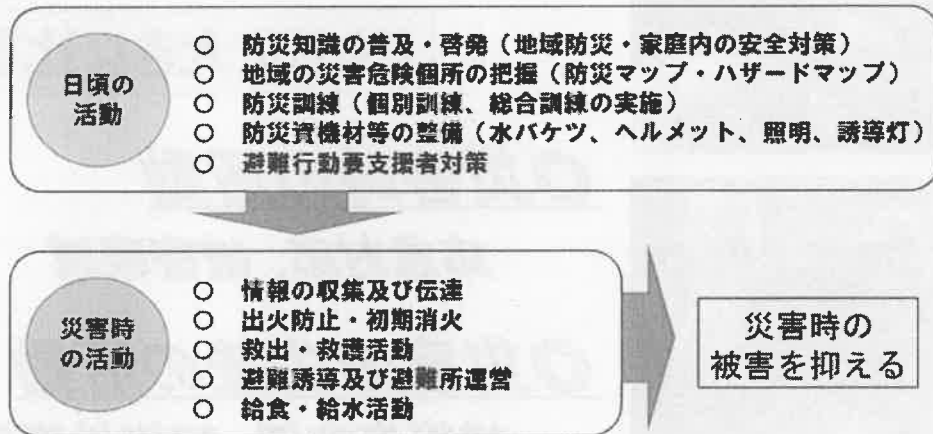 日頃の
活動
○ 防災知識の普及・啓発（地域防災・家庭内の安全対策）
○ 地域の災害危険個所の把握（防災マップ・ハザードマップ）
○ 防災訓練（個別訓練、総合訓練の実施）
○ 防災資機材等の整備（水バケツ、ヘルメット、照明、誘導灯）
○ 避難行動要支援者対策
災害時
の活動
○ 情報の収集及び伝達
○ 出火防止・初期消火
○ 救出・救護活動
○ 避難誘導及び避難所運営
○ 給食・給水活動
災害時の
被害を抑える